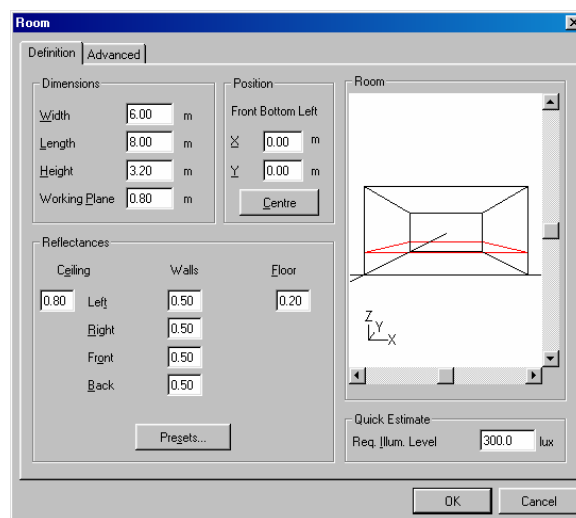 Room
Definition Advanced
Dimensions
Width 6.00 m
Length 8.00 m
Height 3.20 m
Working Plane 0.80 m
Position
Front Bottom Left
X 0.00 m
Y 0.00 m
Centre
Reflectances
Ceiling Walls Floor
0.80 Left 0.50 0.20
Right 0.50
Front 0.50
Back 0.50
Presets...
Room
Z
Y
X
Quick Estimate
Req. Illum. Level 300.0 lux
OK Cancel